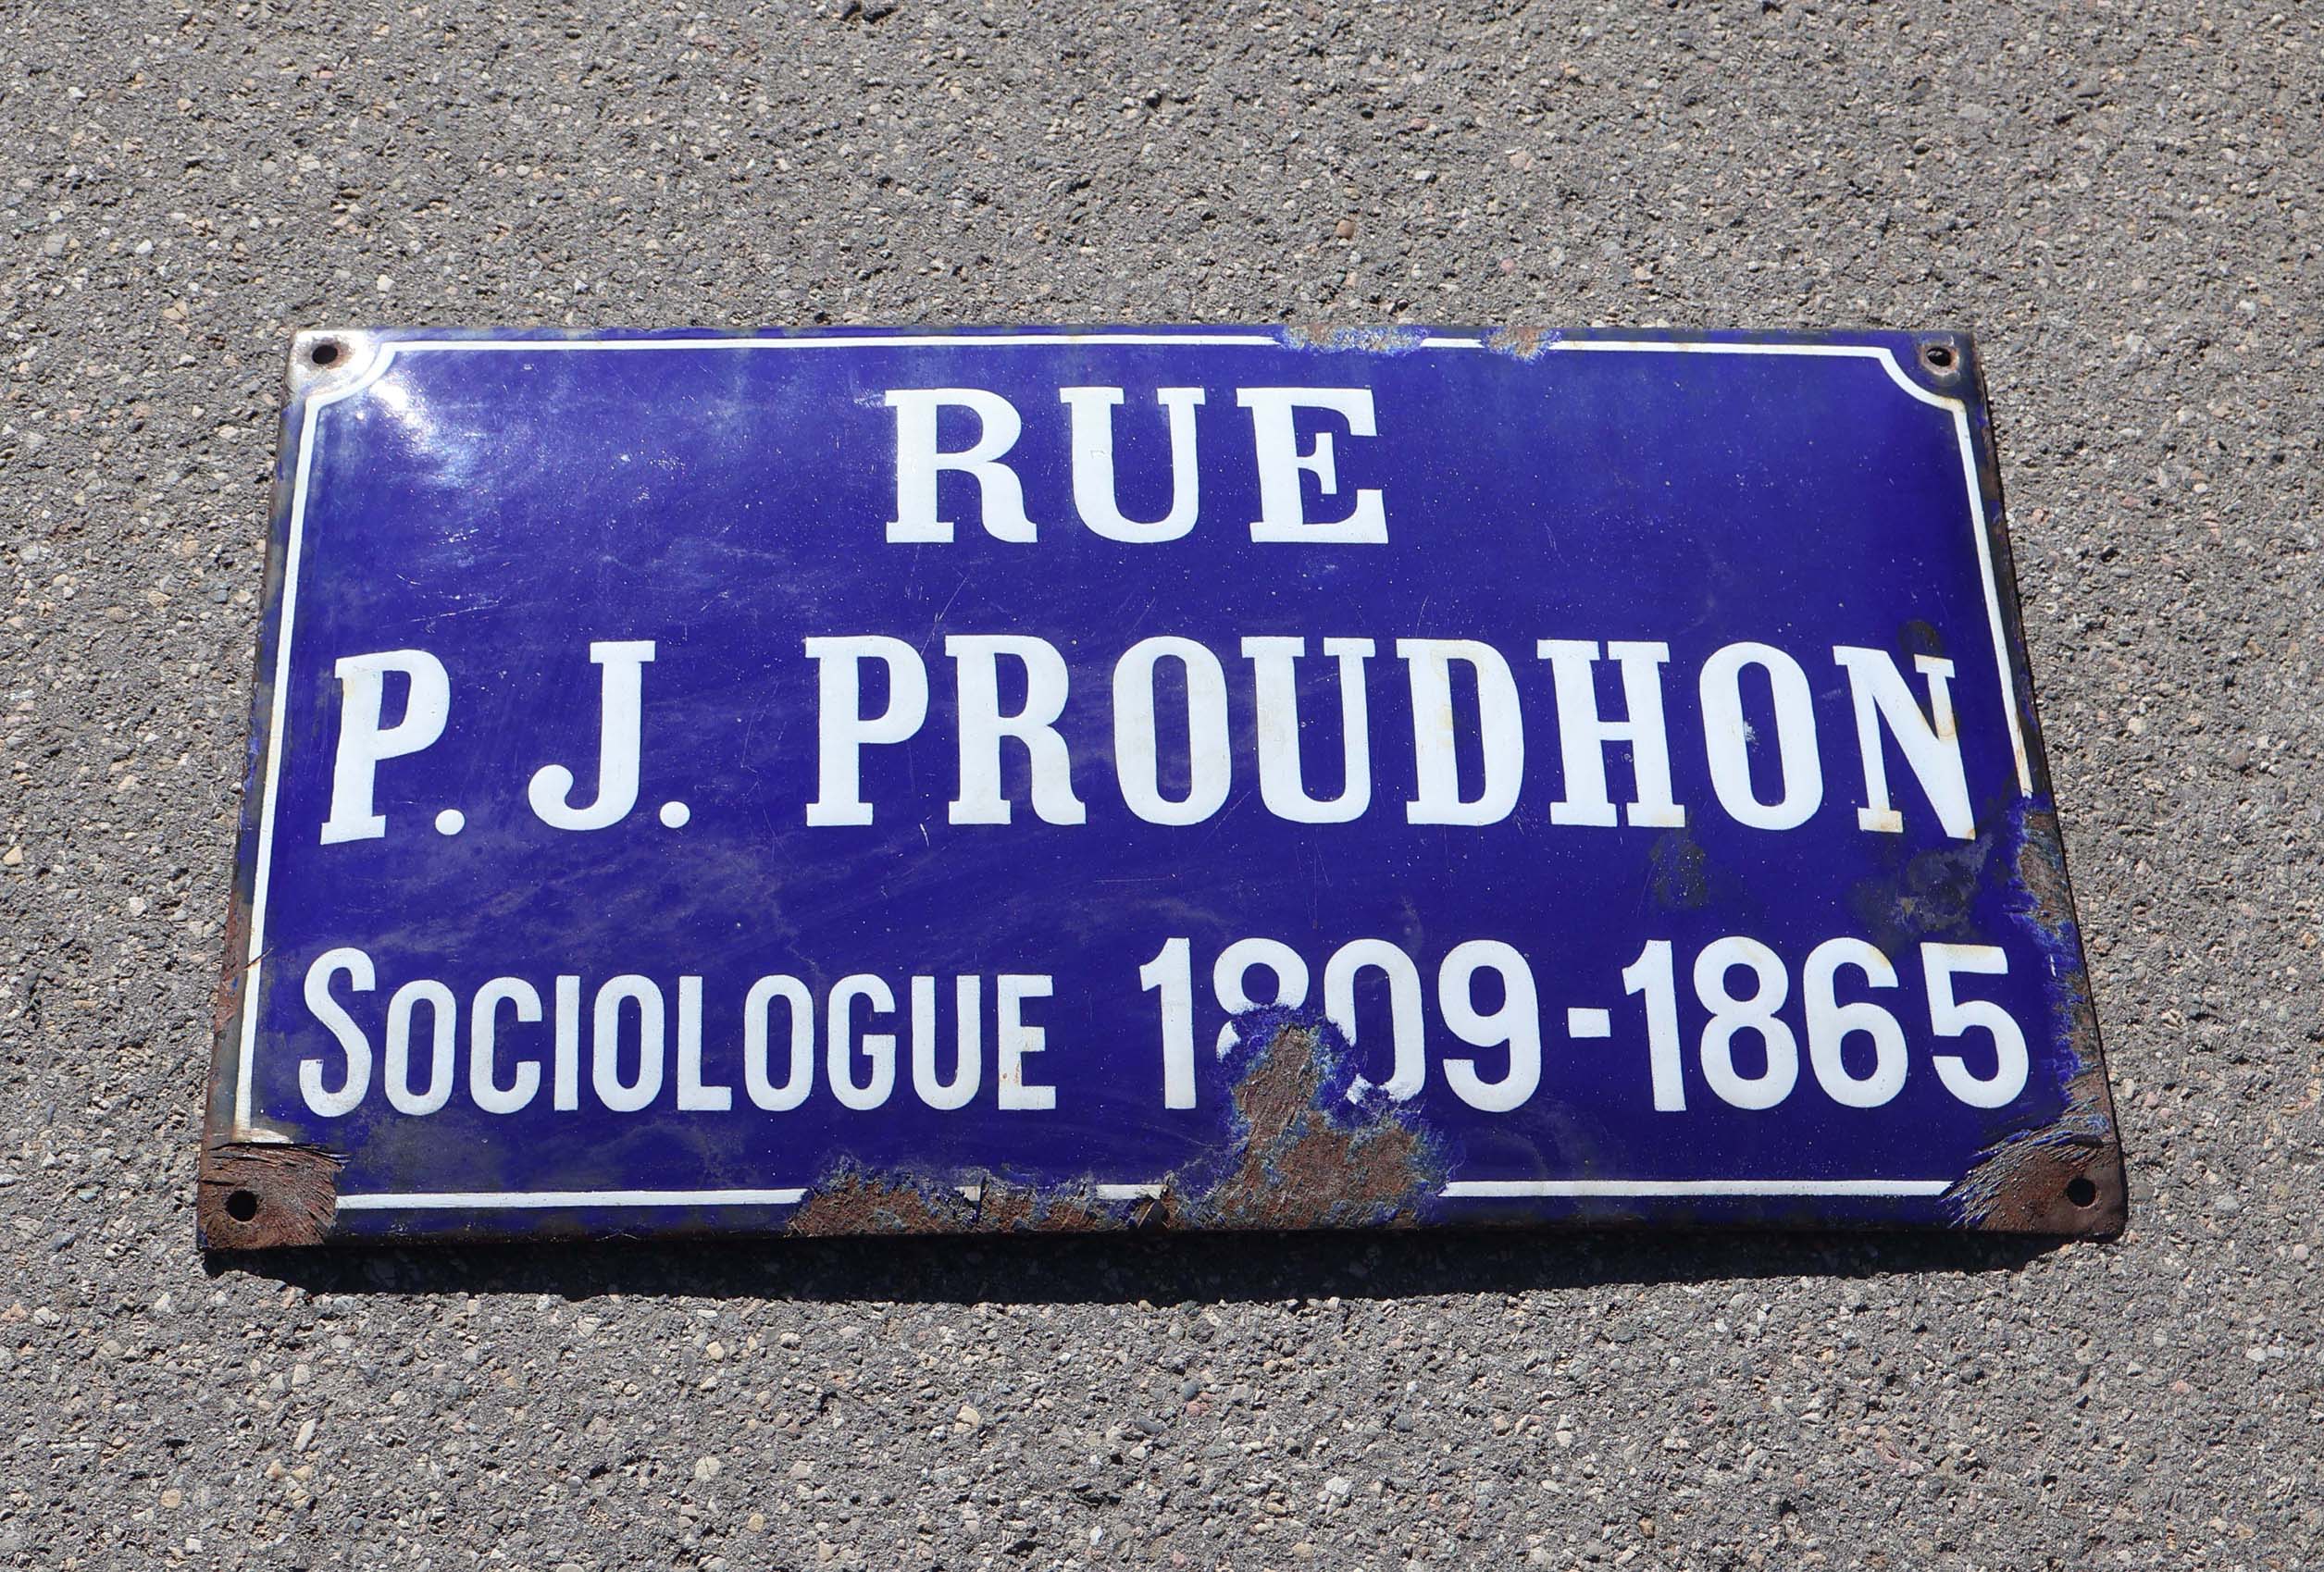 RUE
P. J. PROUDHON
SOCIOLOGUE 1809-1865